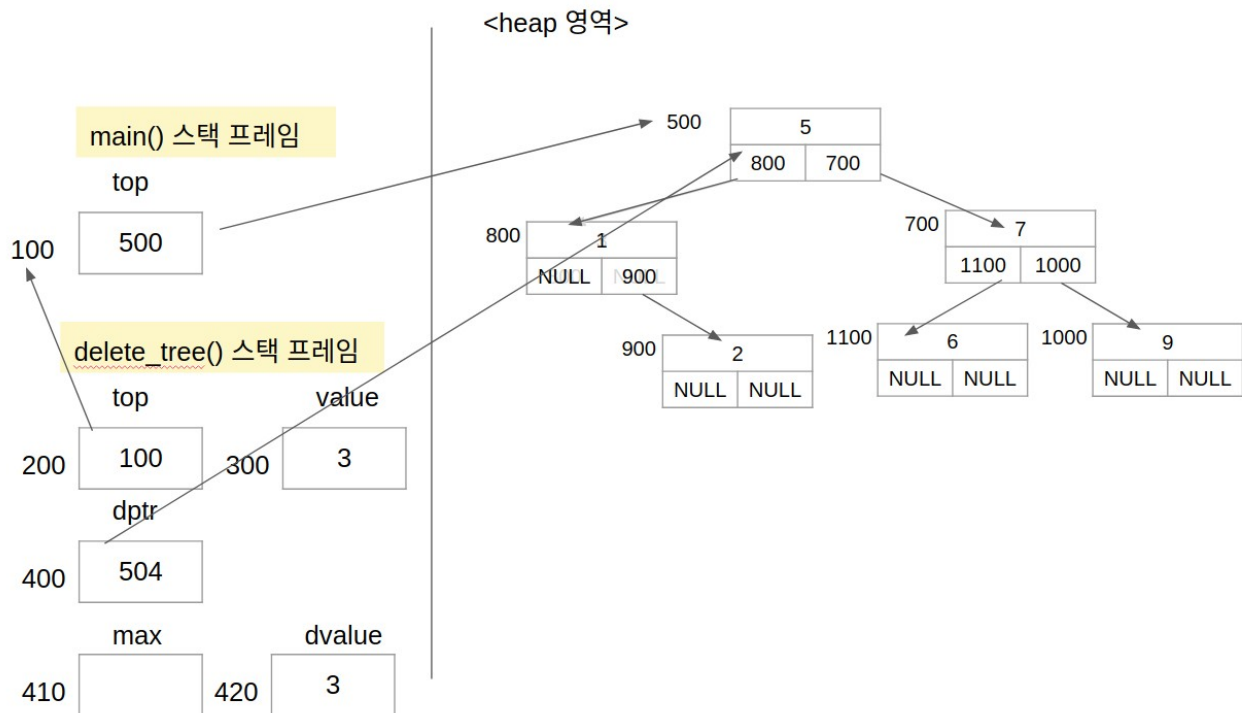 <heap 영역>
main() 스택 프레임
top
100
500
delete_tree() 스택 프레임
top
value
200
100
300
3
dptr
400
504
max
dvalue
410
420
3
500
5
800
700
800
1
NULL
900
700
7
1100
1000
900
2
NULL
NULL
1100
6
NULL
NULL
1000
9
NULL
NULL